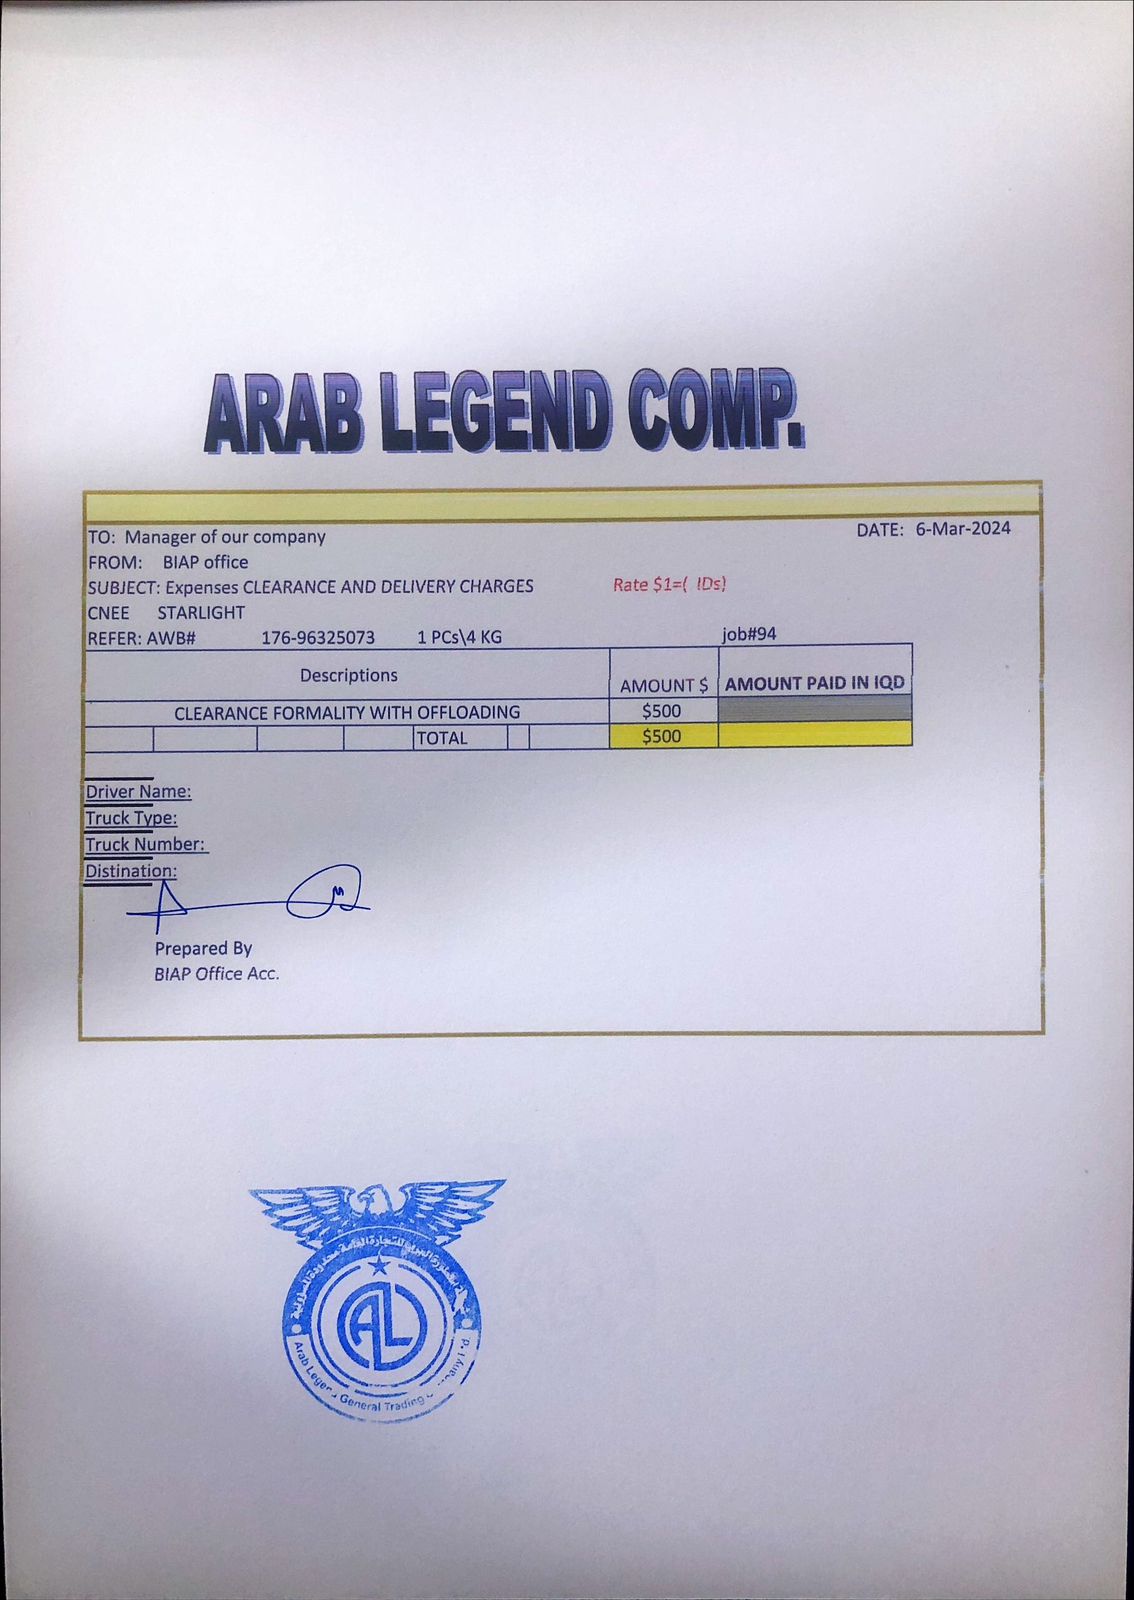 ARAB LEGEND COMP.
TO: Manager of our company
DATE: 6-Mar-2024
FROM: BIAP office
SUBJECT: Expenses CLEARANCE AND DELIVERY CHARGES
Rate $1=( IDs)
CNEE STARLIGHT
REFER: AWB# 176-96325073 1 PCs\4 KG job#94
Descriptions AMOUNT $ AMOUNT PAID IN IQD
CLEARANCE FORMALITY WITH OFFLOADING $500
TOTAL $500
Driver Name:
Truck Type:
Truck Number:
Distination:
Prepared By
BIAP Office Acc.
AL
Arab Legend General Trading